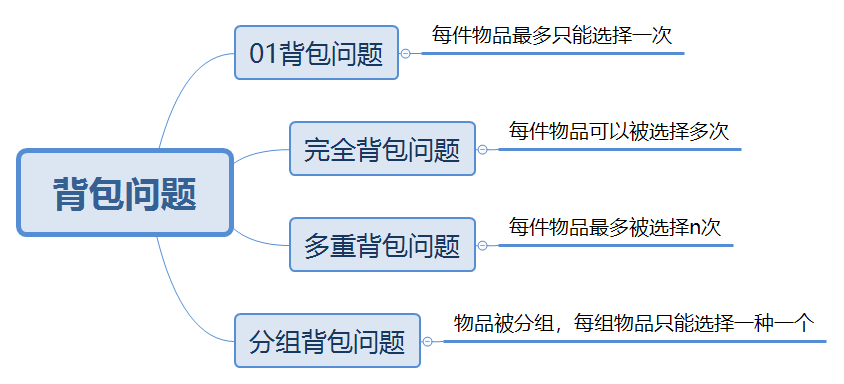 背包问题
01背包问题
每件物品最多只能选择一次
完全背包问题
每件物品可以被选择多次
多重背包问题
每件物品最多被选择n次
分组背包问题
物品被分组，每组物品只能选择一种一个